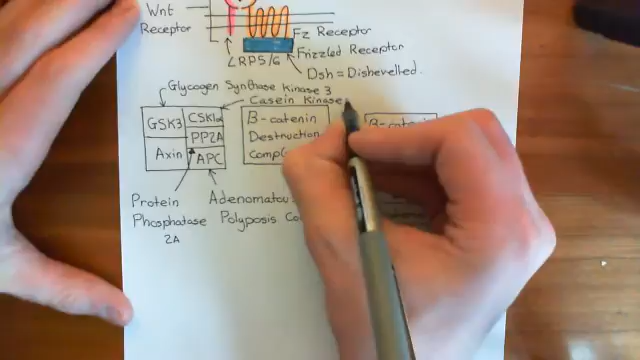 Wnt
Receptor
Fz Receptor
Frizzled Receptor
LRP5/6
Dsh = Dishevelled
Glycogen Synthase Kinase 3
Casein Kinase
GSK3
CSK1α
PP2A
Axin
APC
β-catenin
Destruction
Protein
Phosphatase
2A
Polyposis